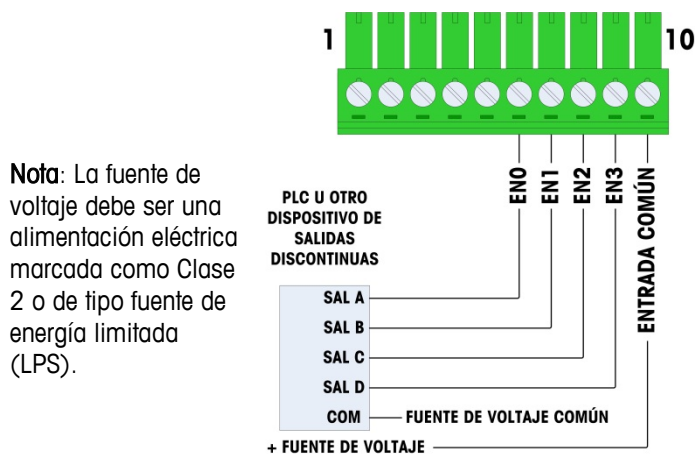 1
10
Nota: La fuente de
voltaje debe ser una
alimentación eléctrica
marcada como Clase
2 o de tipo fuente de
energía limitada
(LPS).
EN0
EN1
EN2
EN3
ENTRADA COMÚN
PLC U OTRO
DISPOSITIVO DE
SALIDAS
DISCONTINUAS
SAL A
SAL B
SAL C
SAL D
COM
FUENTE DE VOLTAJE COMÚN
+ FUENTE DE VOLTAJE